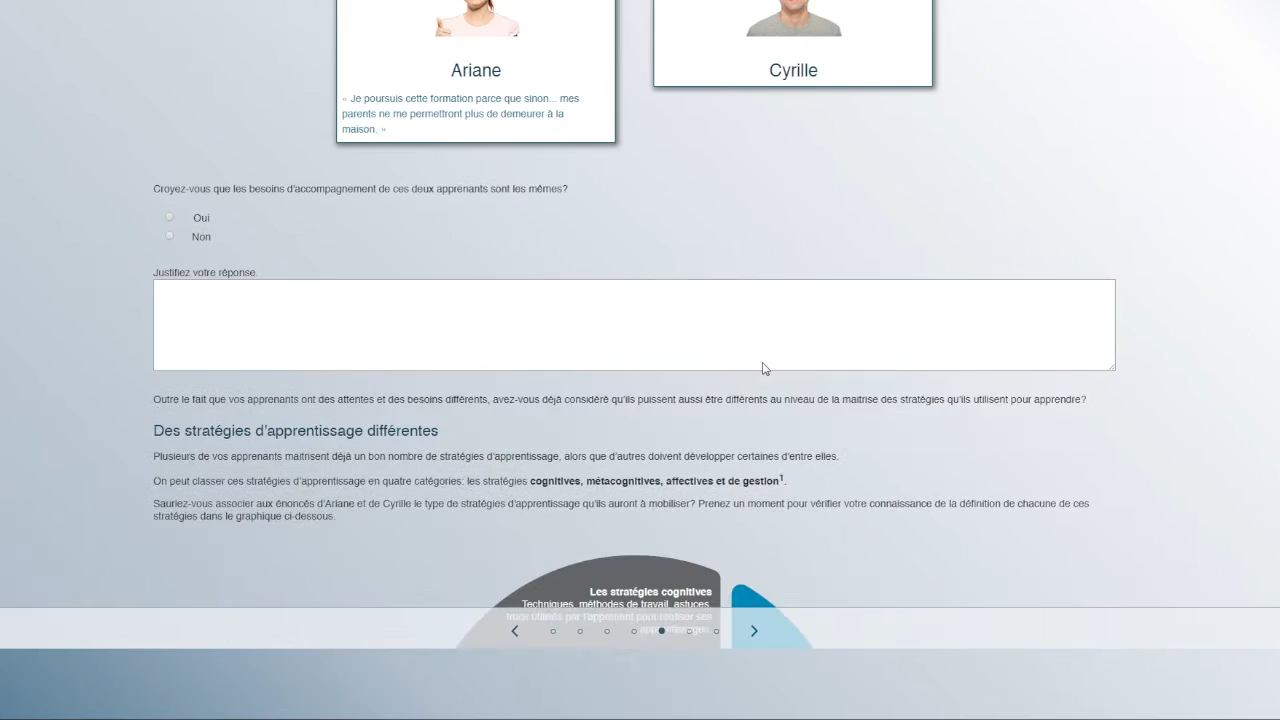 Ariane
Cyrille
« Je poursuis cette formation parce que sinon... mes
parents ne me permettront plus de demeurer à la
maison. »
Croyez-vous que les besoins d'accompagnement de ces deux apprenants sont les mêmes?
Oui
Non
Justifiez votre réponse.
Outre le fait que vos apprenants ont des attentes et des besoins différents, avez-vous déjà considéré qu'ils puissent aussi être différents au niveau de la maitrise des stratégies qu'ils utilisent pour apprendre?
Des stratégies d'apprentissage différentes
Plusieurs de vos apprenants maitrisent déjà un bon nombre de stratégies d'apprentissage, alors que d'autres doivent développer certaines d'entre elles.
On peut classer ces stratégies d'apprentissage en quatre catégories: les stratégies cognitives, métacognitives, affectives et de gestion1.
Sauriez-vous associer aux énoncés d'Ariane et de Cyrille le type de stratégies d'apprentissage qu'ils auront à mobiliser? Prenez un moment pour vérifier votre connaissance de la définition de chacune de ces
stratégies dans le graphique ci-dessous.
Les stratégies cognitives
Techniques, méthodes de travail, astuces,
trucs utilisés par l'apprenant pour réaliser ses
apprentissages.